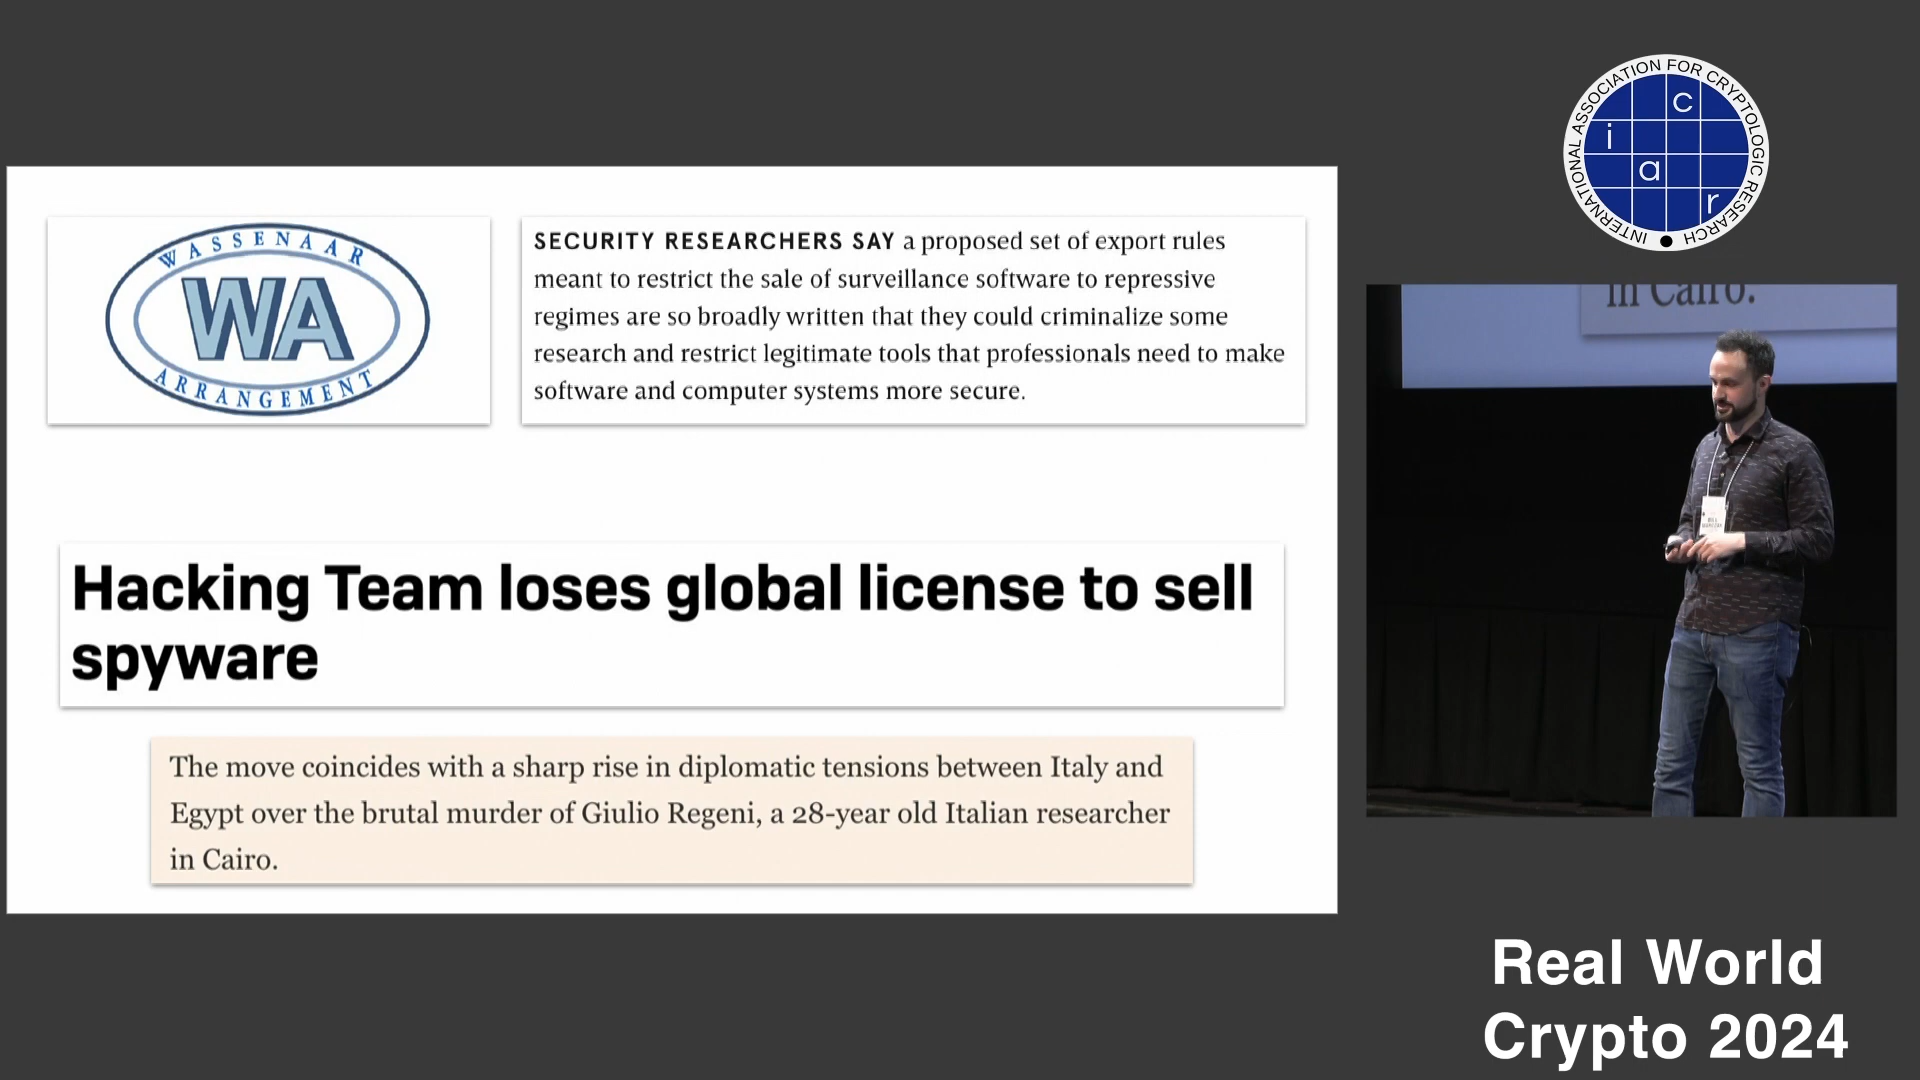 WASSENAAR
WA
ARRANGEMENT
SECURITY RESEARCHERS SAY a proposed set of export rules
meant to restrict the sale of surveillance software to repressive
regimes are so broadly written that they could criminalize some
research and restrict legitimate tools that professionals need to make
software and computer systems more secure.
Hacking Team loses global license to sell
spyware
The move coincides with a sharp rise in diplomatic tensions between Italy and
Egypt over the brutal murder of Giulio Regeni, a 28-year old Italian researcher
in Cairo.
INTERNATIONAL ASSOCIATION FOR CRYPTOLOGIC RESEARCH
c
i
a
r
in Cairo.
BILL
Real World
Crypto 2024